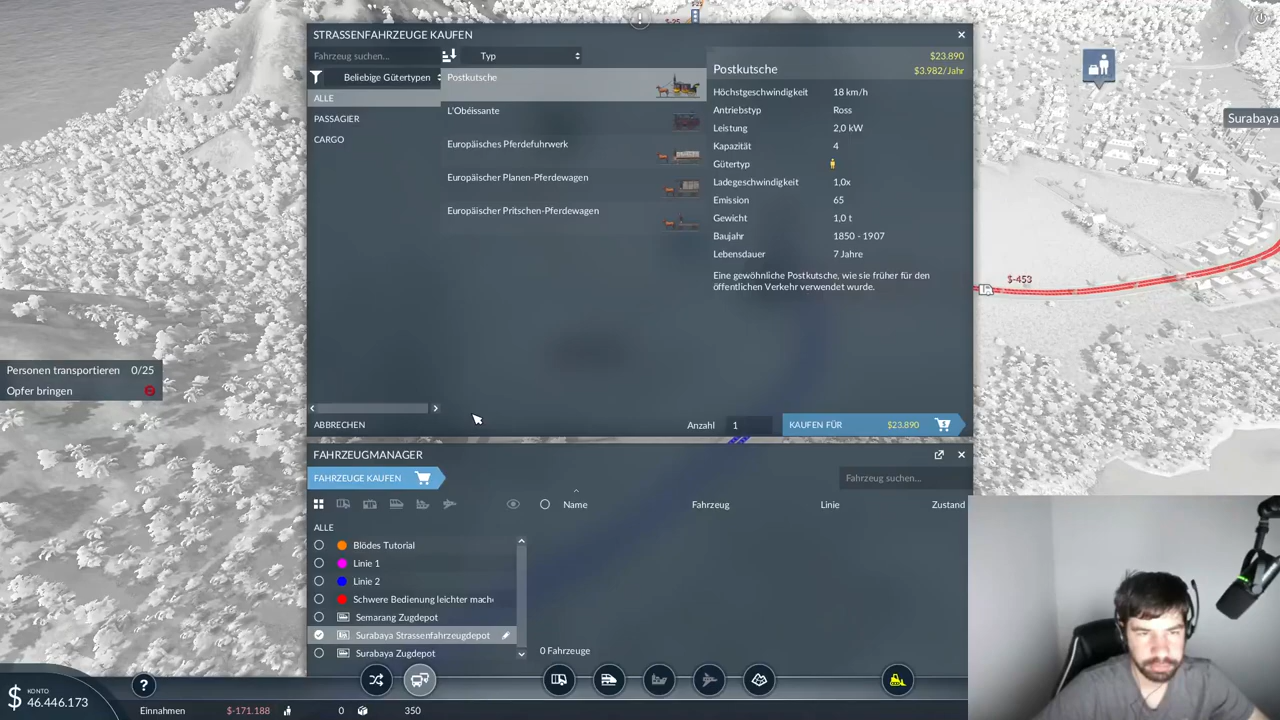 STRASSENFAHRZEUGE KAUFEN
Fahrzeug suchen...
Typ
Beliebige Gütertypen
ALLE
PASSAGIER
CARGO
Postkutsche
L'Obéissante
Europäisches Pferdefuhrwerk
Europäischer Planen-Pferdewagen
Europäischer Pritschen-Pferdewagen
$23.890
Postkutsche
$3.982/Jahr
Höchstgeschwindigkeit 18 km/h
Antriebstyp Ross
Leistung 2,0 kW
Kapazität 4
Gütertyp
Ladegeschwindigkeit 1,0x
Emission 65
Gewicht 1,0 t
Baujahr 1850 - 1907
Lebensdauer 7 Jahre
Eine gewöhnliche Postkutsche, wie sie früher für den
öffentlichen Verkehr verwendet wurde.
Surabaya
$-453
Personen transportieren 0/25
Opfer bringen
ABBRECHEN
Anzahl 1
KAUFEN FÜR $23.890
FAHRZEUGMANAGER
FAHRZEUGE KAUFEN
Fahrzeug suchen...
Name Fahrzeug Linie Zustand
ALLE
Blödes Tutorial
Linie 1
Linie 2
Schwere Bedienung leichter mach
Semarang Zugdepot
Surabaya Strassenfahrzeugdepot
Surabaya Zugdepot
0 Fahrzeuge
KONTO
$ 46.446.173
?
Einnahmen $-171.188 0 350